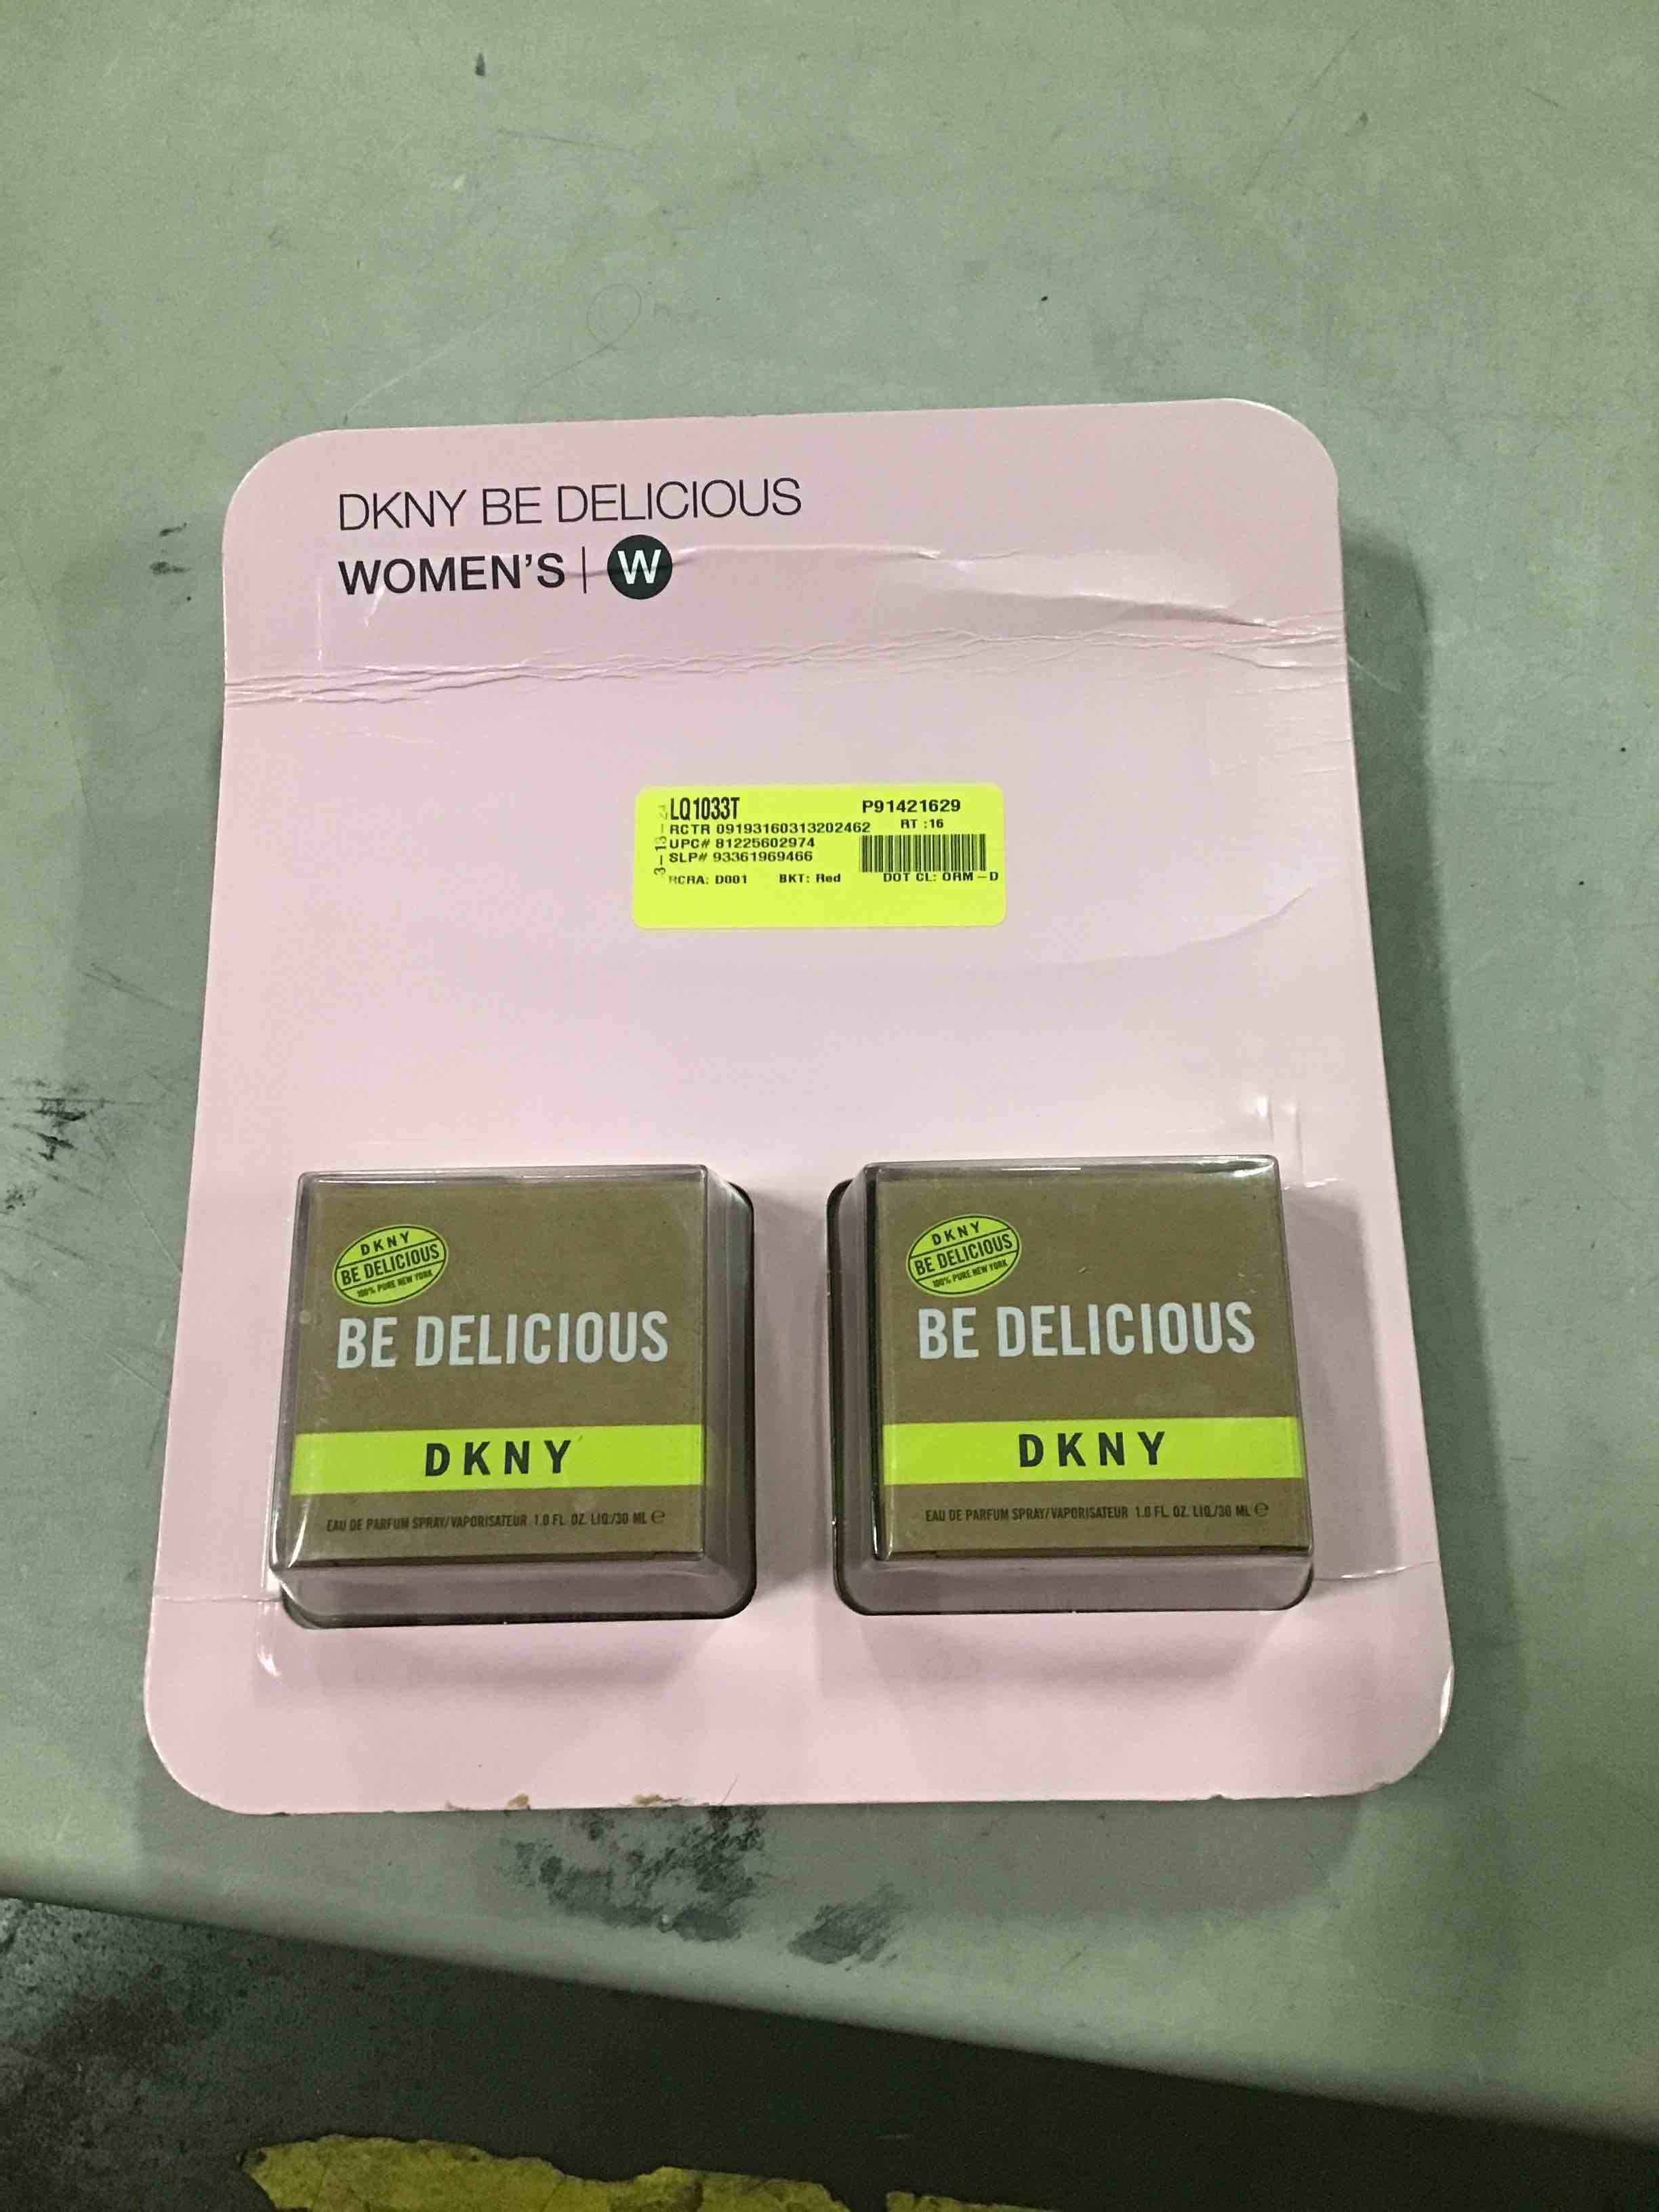 DKNY BE DELICIOUS
WOMEN'S | W
LQ1033T P91421629
RCTR 09193160313202462 RT :16
UPC# 81225602974
SLP# 93361969466
RCRA: D001 BKT: Red DOT CL: ORM-D
3-13-24
DKNY
BE DELICIOUS
100% PURE NEW YORK
BE DELICIOUS
DKNY
EAU DE PARFUM SPRAY/VAPORISATEUR 1.0 FL. OZ. LIQ./30 ML ℮
DKNY
BE DELICIOUS
100% PURE NEW YORK
BE DELICIOUS
DKNY
EAU DE PARFUM SPRAY/VAPORISATEUR 1.0 FL. OZ. LIQ./30 ML ℮